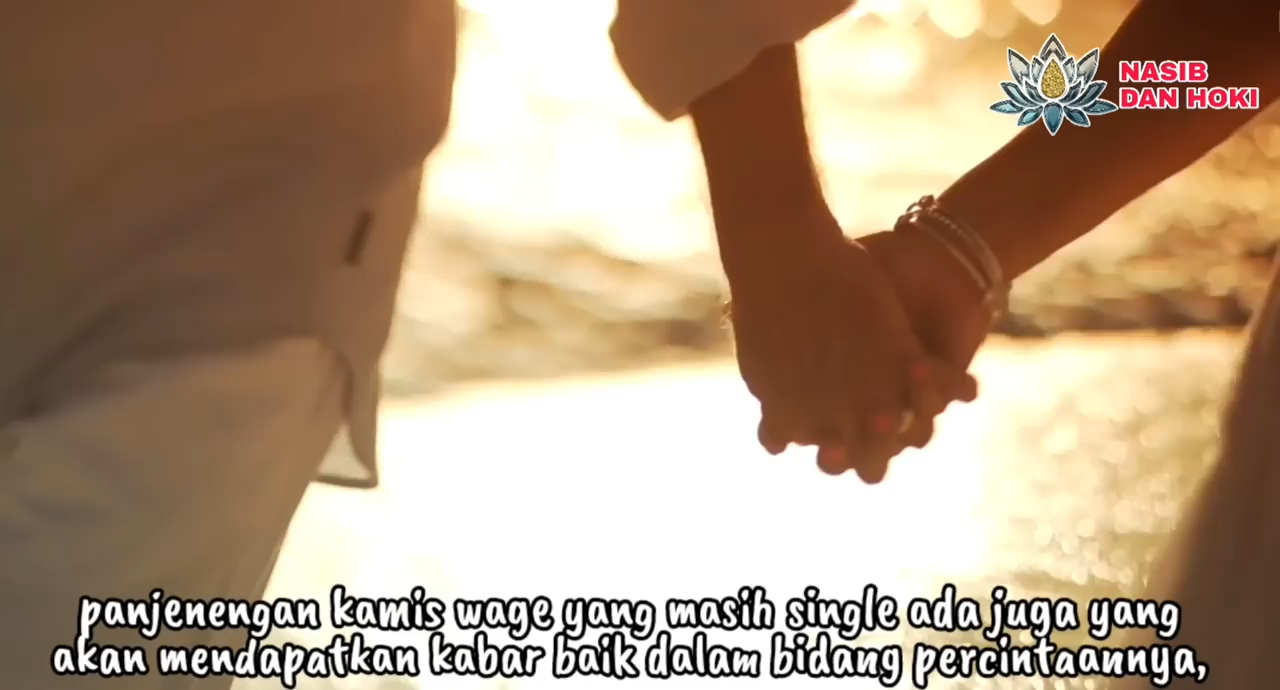 NASIB
DAN HOKI
panjenengan kamis wage yang masih single ada juga yang
akan mendapatkan kabar baik dalam bidang percintaannya,